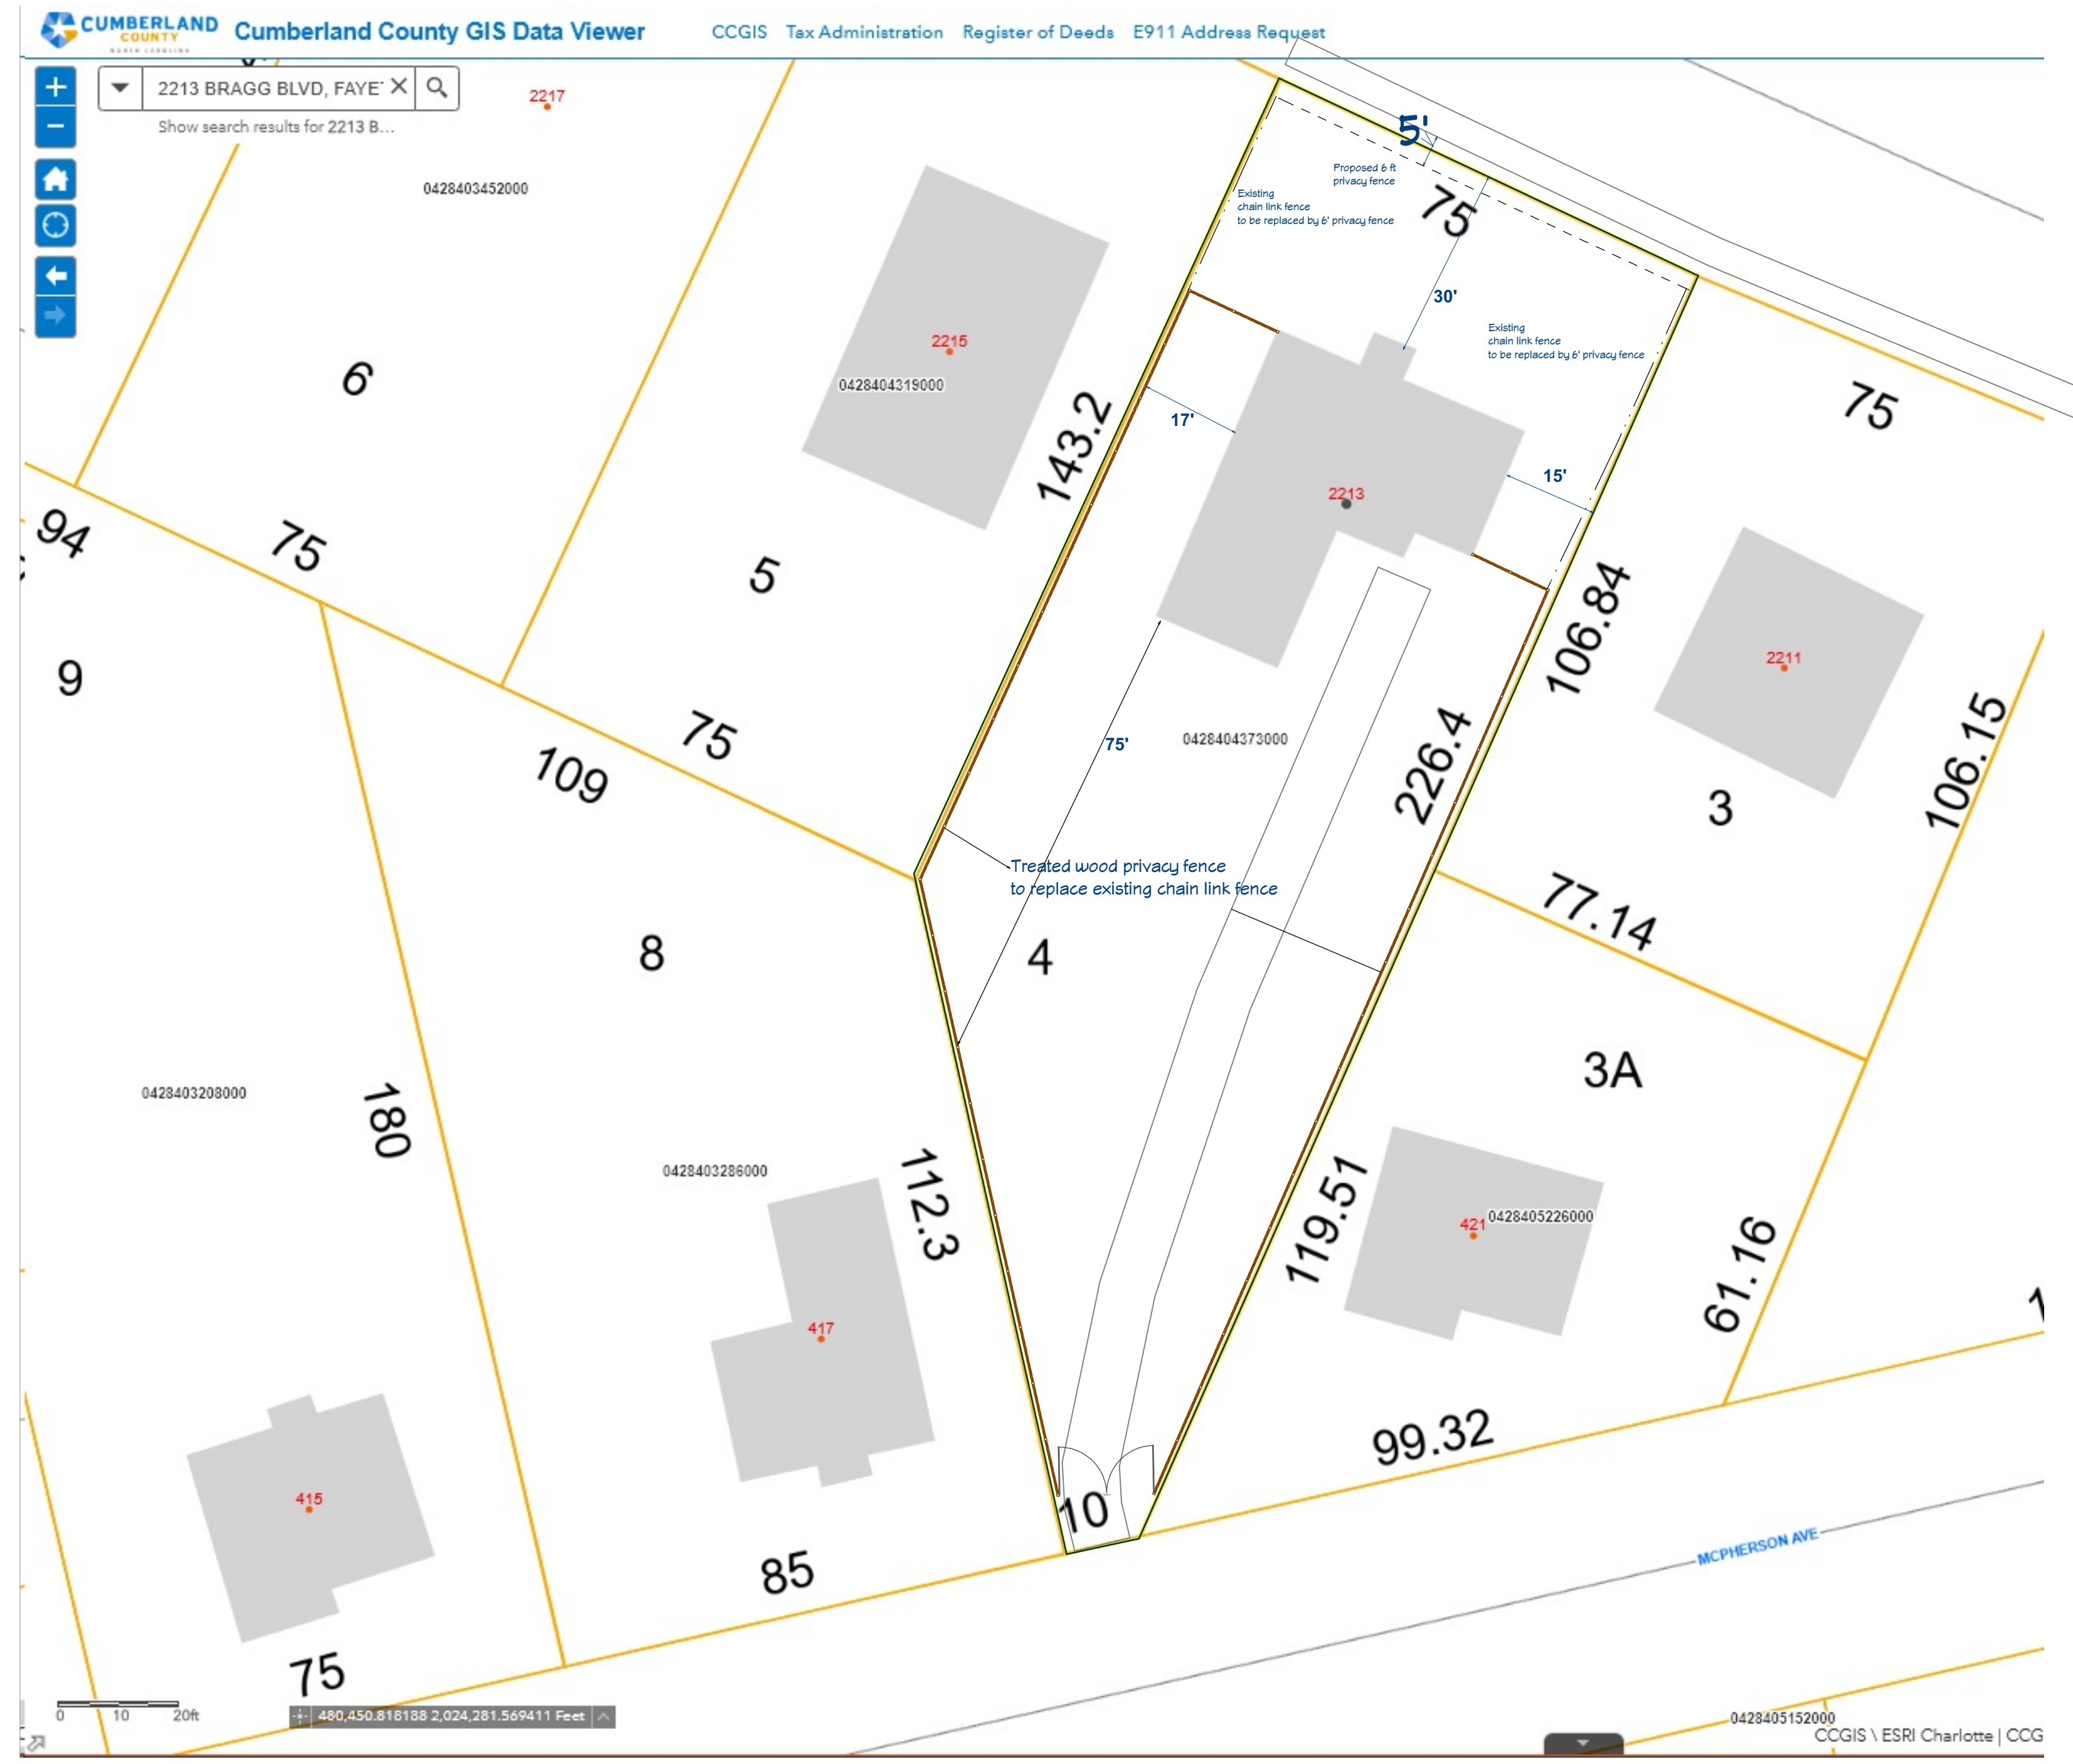 CUMBERLAND
COUNTY
NORTH CAROLINA
Cumberland County GIS Data Viewer
CCGIS Tax Administration Register of Deeds E911 Address Request
2213 BRAGG BLVD, FAYE
Show search results for 2213 B...
2217
0428403452000
5'
Proposed 6 ft
privacy fence
Existing
chain link fence
to be replaced by 6' privacy fence
75
30'
Existing
chain link fence
to be replaced by 6' privacy fence
2215
0428404319000
6
143.2
17'
75
15'
2213
94
75
5
106.84
2211
9
75
109
75'
0428404373000
226.4
3
106.15
Treated wood privacy fence
to replace existing chain link fence
77.14
8
4
3A
0428403208000
180
0428403286000
112.3
119.51
421
0428405226000
61.16
417
99.32
415
10
85
MCPHERSON AVE
75
0 10 20ft
480,450.818188 2,024,281.569411 Feet
0428405152000
CCGIS \ ESRI Charlotte | CCG